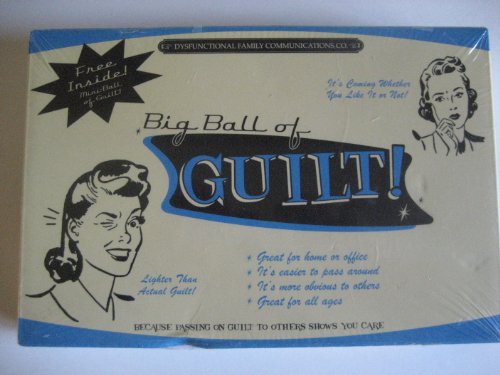 DYSFUNCTIONAL FAMILY COMMUNICATIONS, CO.
Free
Inside!
Mini-Ball
of Guilt!
It's Coming Whether
You Like It or Not!
Big Ball of
GUILT!
Great for home or office
It's easier to pass around
It's more obvious to others
Great for all ages
Lighter Than
Actual Guilt!
BECAUSE PASSING ON GUILT TO OTHERS SHOWS YOU CARE